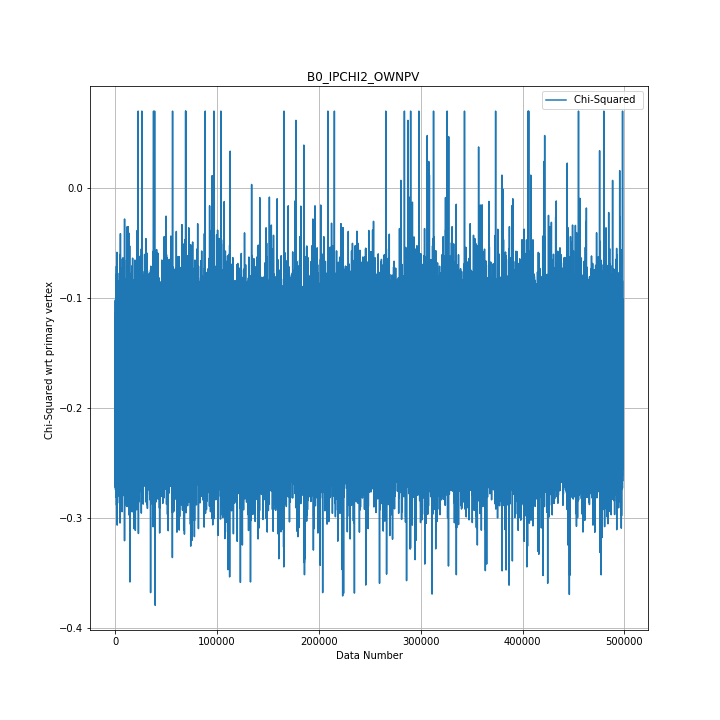 B0_IPCHI2_OWNPV
Chi-Squared
0.0
−0.1
−0.2
−0.3
−0.4
Chi-Squared wrt primary vertex
0
100000
200000
300000
400000
500000
Data Number